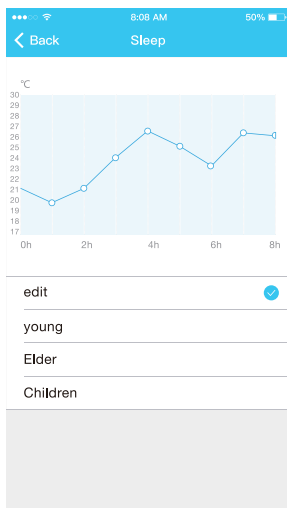 8:08 AM
50%
Back
Sleep
°C
30
29
28
27
26
25
24
23
22
21
20
19
18
17
0h 2h 4h 6h 8h
edit
young
Elder
Children